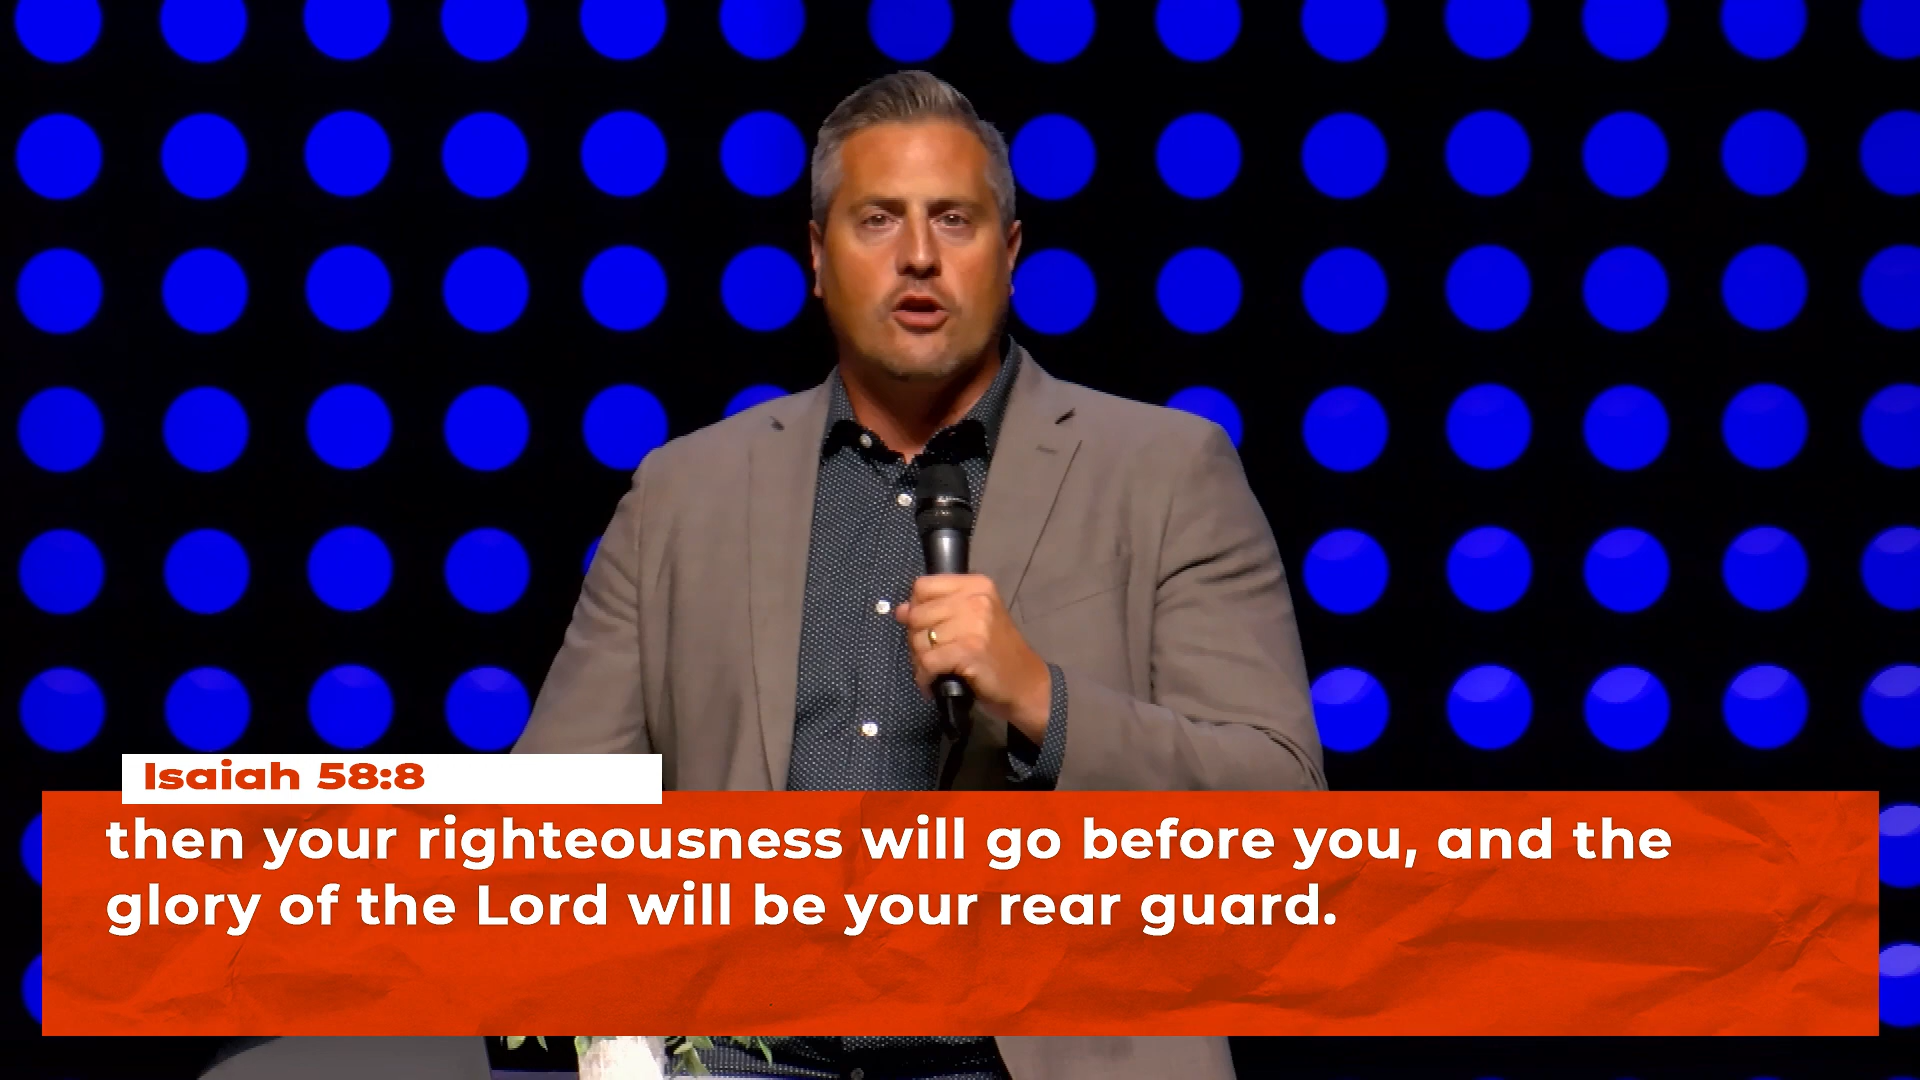 Isaiah 58:8
then your righteousness will go before you, and the
glory of the Lord will be your rear guard.